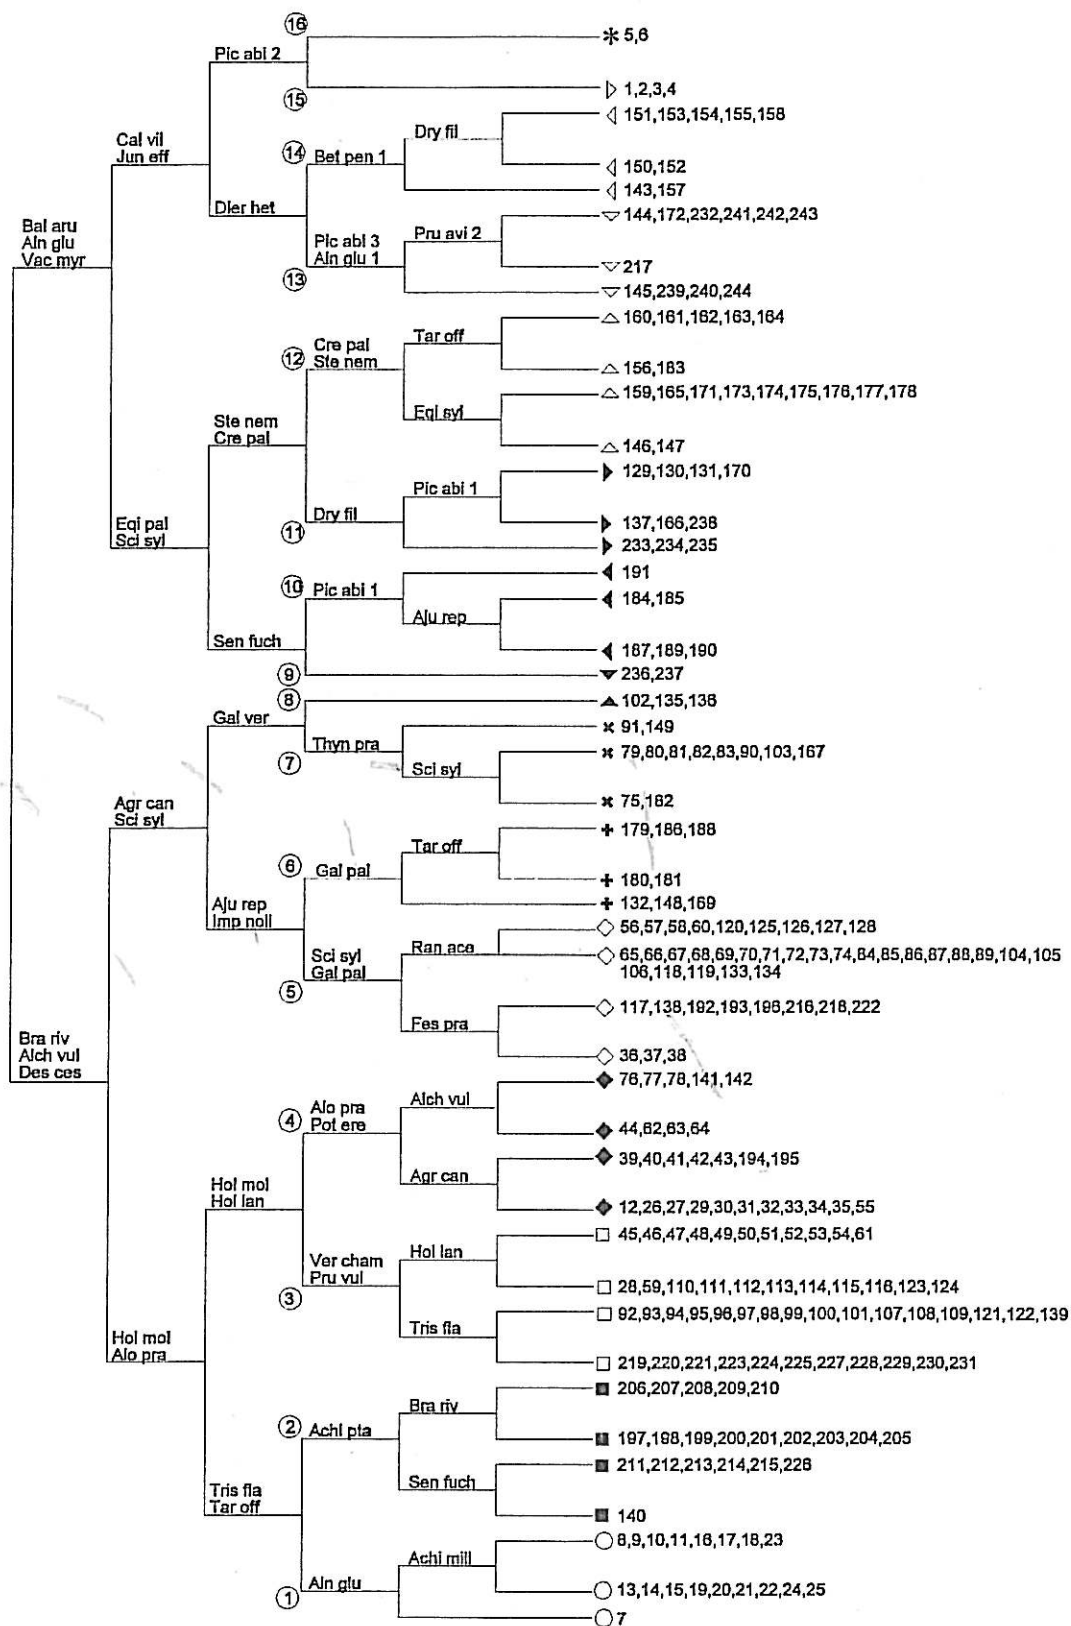 16
5,6
Pic abi 2
1,2,3,4
15
151,153,154,155,158
Dry fil
Cal vil
Jun eff
14
Bet pen 1
150,152
143,157
Dier het
144,172,232,241,242,243
Pru avi 2
Bal aru
Aln glu
Vac myr
Pic abi 3
Aln glu 1
217
13
145,239,240,244
160,161,162,163,164
Tar off
Cre pal
Ste nem
12
156,183
159,165,171,173,174,175,176,177,178
Eqi syl
Ste nem
Cre pal
146,147
129,130,131,170
Pic abi 1
Eqi pal
Sci syl
Dry fil
11
137,166,238
233,234,235
191
10
Pic abi 1
184,185
Aju rep
Sen fuch
187,189,190
9
236,237
8
102,135,136
Gal ver
91,149
Thyn pra
7
79,80,81,82,83,90,103,167
Sci syl
Agr can
Sci syl
75,182
179,186,188
Tar off
6
Gal pal
180,181
132,148,169
Aju rep
Imp noli
56,57,58,60,120,125,126,127,128
Ran ace
Sci syl
Gal pal
65,66,67,68,69,70,71,72,73,74,84,85,86,87,88,89,104,105
106,118,119,133,134
5
117,138,192,193,196,216,218,222
Fes pra
Bra riv
Alch vul
Des ces
36,37,38
76,77,78,141,142
Alch vul
4
Alo pra
Pot ere
44,62,63,64
39,40,41,42,43,194,195
Agr can
Hol mol
Hol lan
12,26,27,29,30,31,32,33,34,35,55
45,46,47,48,49,50,51,52,53,54,61
Hol lan
Ver cham
Pru vul
28,59,110,111,112,113,114,115,116,123,124
3
92,93,94,95,96,97,98,99,100,101,107,108,109,121,122,139
Tris fla
Hol mol
Alo pra
219,220,221,223,224,225,227,228,229,230,231
206,207,208,209,210
Bra riv
2
Achi pta
197,198,199,200,201,202,203,204,205
211,212,213,214,215,226
Sen fuch
Tris fla
Tar off
140
8,9,10,11,16,17,18,23
Achi mill
Aln glu
1
13,14,15,19,20,21,22,24,25
7